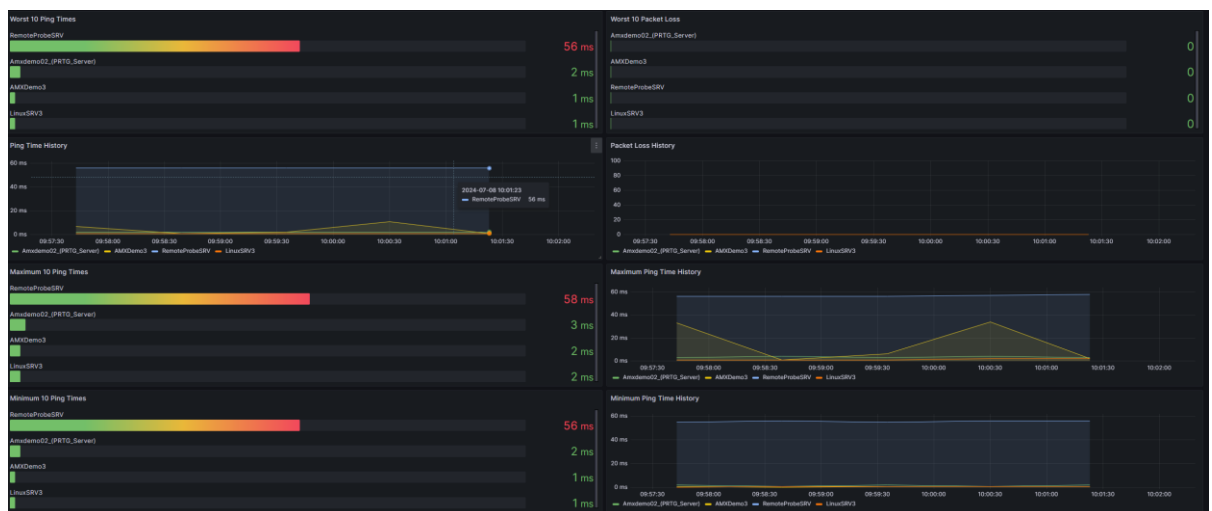 Worst 10 Ping Times
RemoteProbeSRV
56 ms
Amxdemo02_(PRTG_Server)
2 ms
AMXDemo3
1 ms
LinuxSRV3
1 ms
Worst 10 Packet Loss
Amxdemo02_(PRTG_Server)
0
AMXDemo3
0
RemoteProbeSRV
0
LinuxSRV3
0
Ping Time History
60 ms
40 ms
20 ms
0 ms
2024-07-08 10:01:23
RemoteProbeSRV 56 ms
09:57:30 09:58:00 09:58:30 09:59:00 09:59:30 10:00:00 10:00:30 10:01:00 10:01:30 10:02:00
Amxdemo02_(PRTG_Server) AMXDemo3 RemoteProbeSRV LinuxSRV3
Packet Loss History
100
80
60
40
20
0
09:57:30 09:58:00 09:58:30 09:59:00 09:59:30 10:00:00 10:00:30 10:01:00 10:01:30 10:02:00
Amxdemo02_(PRTG_Server) AMXDemo3 RemoteProbeSRV LinuxSRV3
Maximum 10 Ping Times
RemoteProbeSRV
58 ms
Amxdemo02_(PRTG_Server)
3 ms
AMXDemo3
2 ms
LinuxSRV3
2 ms
Maximum Ping Time History
60 ms
40 ms
20 ms
0 ms
09:57:30 09:58:00 09:58:30 09:59:00 09:59:30 10:00:00 10:00:30 10:01:00 10:01:30 10:02:00
Amxdemo02_(PRTG_Server) AMXDemo3 RemoteProbeSRV LinuxSRV3
Minimum 10 Ping Times
RemoteProbeSRV
56 ms
Amxdemo02_(PRTG_Server)
2 ms
AMXDemo3
1 ms
LinuxSRV3
1 ms
Minimum Ping Time History
60 ms
40 ms
20 ms
0 ms
09:57:30 09:58:00 09:58:30 09:59:00 09:59:30 10:00:00 10:00:30 10:01:00 10:01:30 10:02:00
Amxdemo02_(PRTG_Server) AMXDemo3 RemoteProbeSRV LinuxSRV3